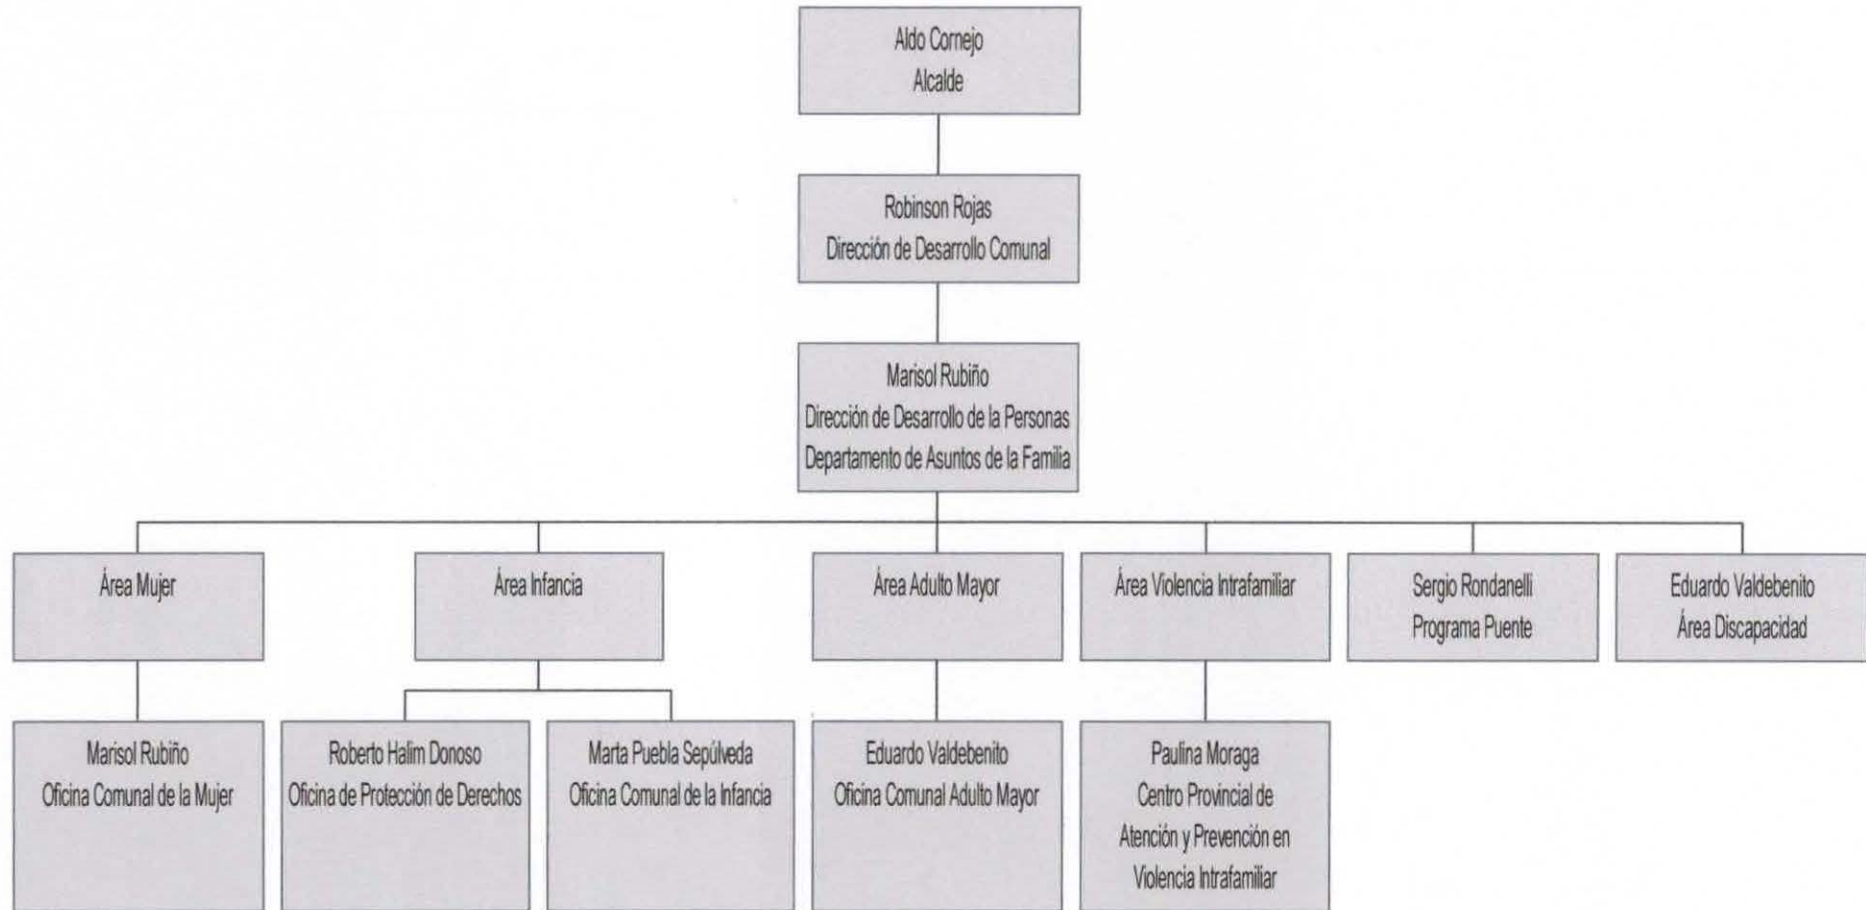 Aldo Cornejo
Alcalde
Robinson Rojas
Dirección de Desarrollo Comunal
Marisol Rubiño
Dirección de Desarrollo de la Personas
Departamento de Asuntos de la Familia
Área Mujer
Área Infancia
Área Adulto Mayor
Área Violencia Intrafamiliar
Sergio Rondanelli
Programa Puente
Eduardo Valdebenito
Área Discapacidad
Marisol Rubiño
Oficina Comunal de la Mujer
Roberto Halim Donoso
Oficina de Protección de Derechos
Marta Puebla Sepúlveda
Oficina Comunal de la Infancia
Eduardo Valdebenito
Oficina Comunal Adulto Mayor
Paulina Moraga
Centro Provincial de
Atención y Prevención en
Violencia Intrafamiliar